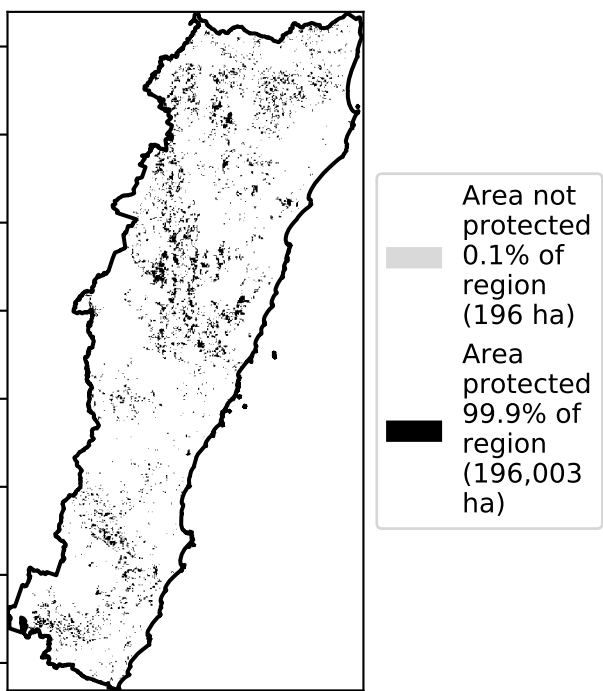 Area not
protected
0.1% of
region
(196 ha)
Area
protected
99.9% of
region
(196,003
ha)